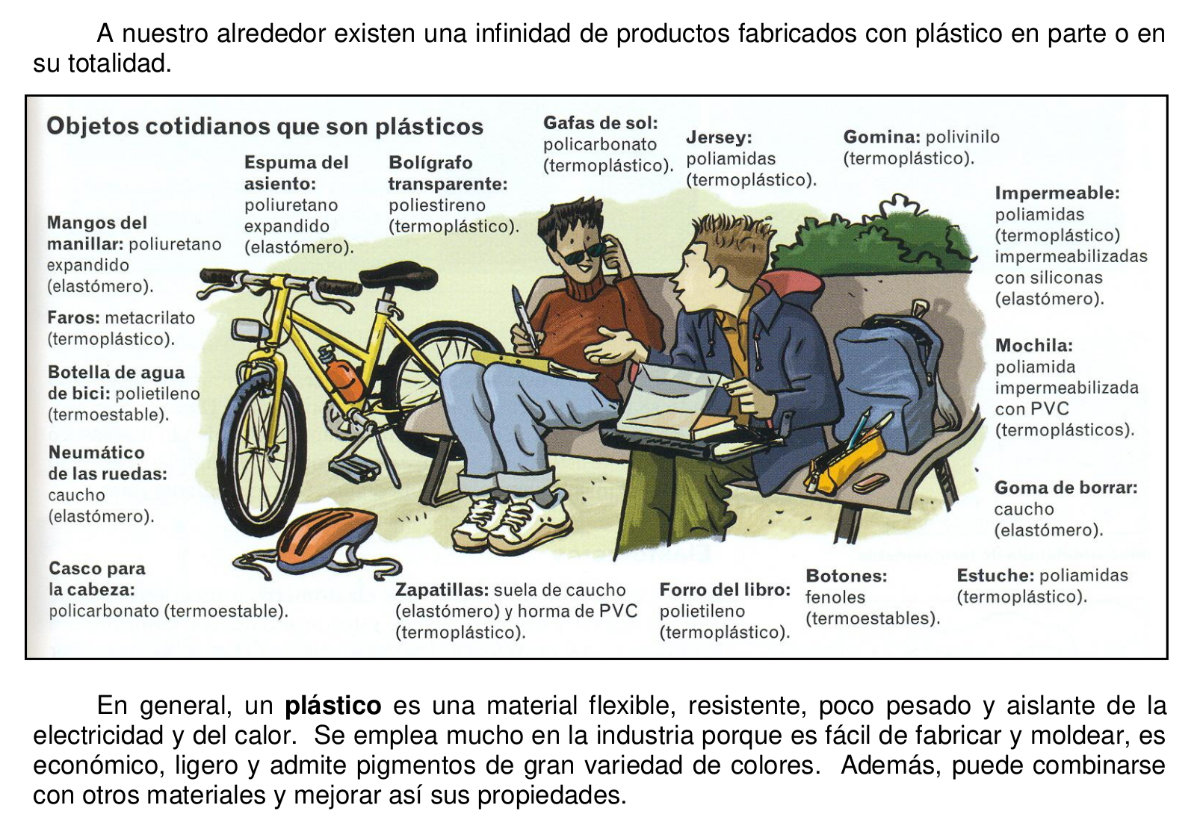 A nuestro alrededor existen una infinidad de productos fabricados con plástico en parte o en
su totalidad.
Objetos cotidianos que son plásticos
Gafas de sol:
policarbonato
(termoplástico).
Jersey:
poliamidas
(termoplástico).
Gomina: polivinilo
(termoplástico).
Espuma del
asiento:
poliuretano
expandido
(elastómero).
Bolígrafo
transparente:
poliestireno
(termoplástico).
Impermeable:
poliamidas
(termoplástico)
impermeabilizadas
con siliconas
(elastómero).
Mangos del
manillar: poliuretano
expandido
(elastómero).
Faros: metacrilato
(termoplástico).
Botella de agua
de bici: polietileno
(termoestable).
Mochila:
poliamida
impermeabilizada
con PVC
(termoplásticos).
Neumático
de las ruedas:
caucho
(elastómero).
Goma de borrar:
caucho
(elastómero).
Casco para
la cabeza:
policarbonato (termoestable).
Zapatillas: suela de caucho
(elastómero) y horma de PVC
(termoplástico).
Forro del libro:
polietileno
(termoplástico).
Botones:
fenoles
(termoestables).
Estuche: poliamidas
(termoplástico).
En general, un plástico es una material flexible, resistente, poco pesado y aislante de la
electricidad y del calor. Se emplea mucho en la industria porque es fácil de fabricar y moldear, es
económico, ligero y admite pigmentos de gran variedad de colores. Además, puede combinarse
con otros materiales y mejorar así sus propiedades.